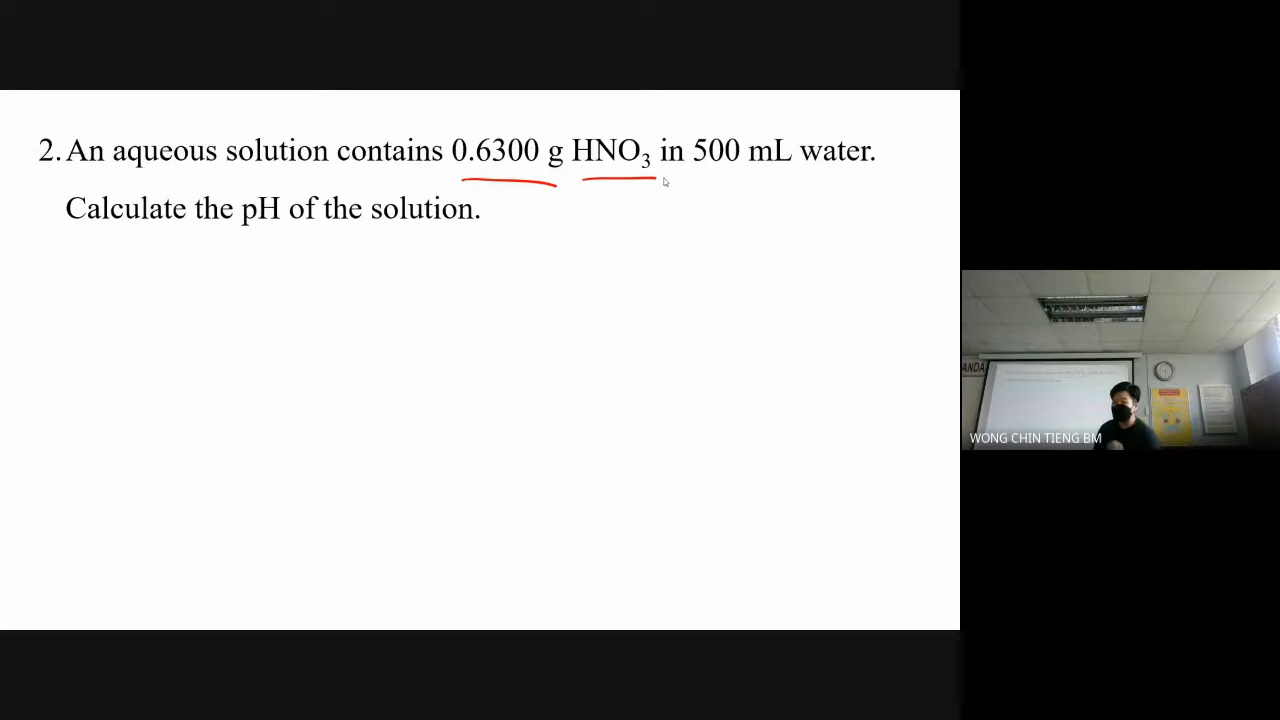 2. An aqueous solution contains 0.6300 g HNO₃ in 500 mL water.
Calculate the pH of the solution.
ANDA
WONG CHIN TIENG BM